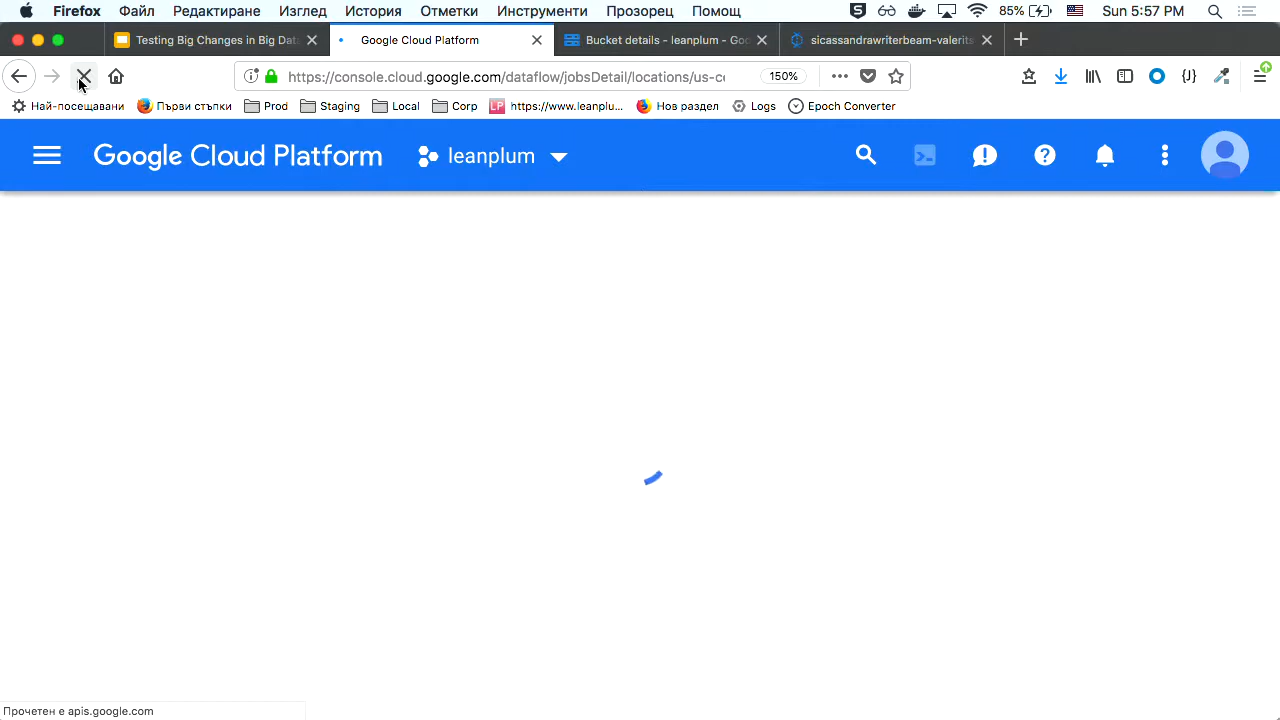 Firefox Файл Редактиране Изглед История Отметки Инструменти Прозорец Помощ 85% Sun 5:57 PM
Testing Big Changes in Big Dat Google Cloud Platform Bucket details - leanplum - Goo sicassandrawriterbeam-valerits
https://console.cloud.google.com/dataflow/jobsDetail/locations/us-c 150%
Най-посещавани Първи стъпки Prod Staging Local Corp LP https://www.leanplu... Нов раздел Logs Epoch Converter
Google Cloud Platform leanplum
Прочетен е apis.google.com